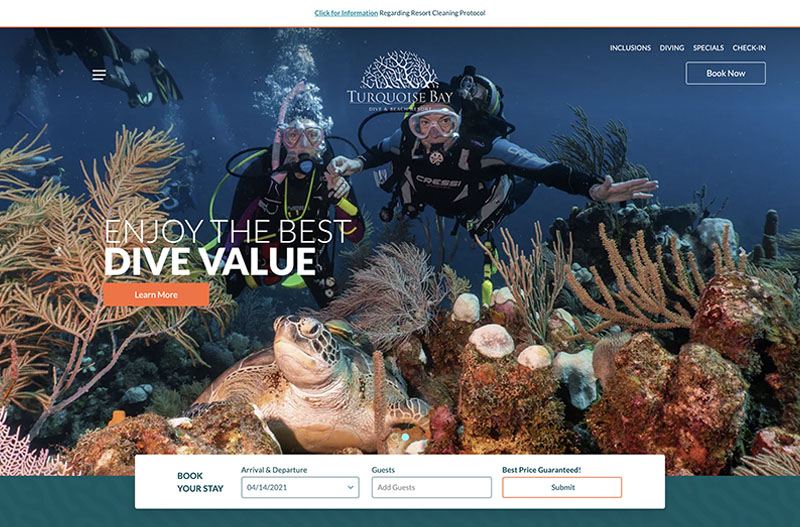 Click for Information Regarding Resort Cleaning Protocol
INCLUSIONS DIVING SPECIALS CHECK-IN
Book Now
TURQUOISE BAY
DIVE & BEACH RESORT
CRESSI
ENJOY THE BEST
DIVE VALUE
Learn More
BOOK
YOUR STAY
Arrival & Departure
04/14/2021
Guests
Add Guests
Best Price Guaranteed!
Submit